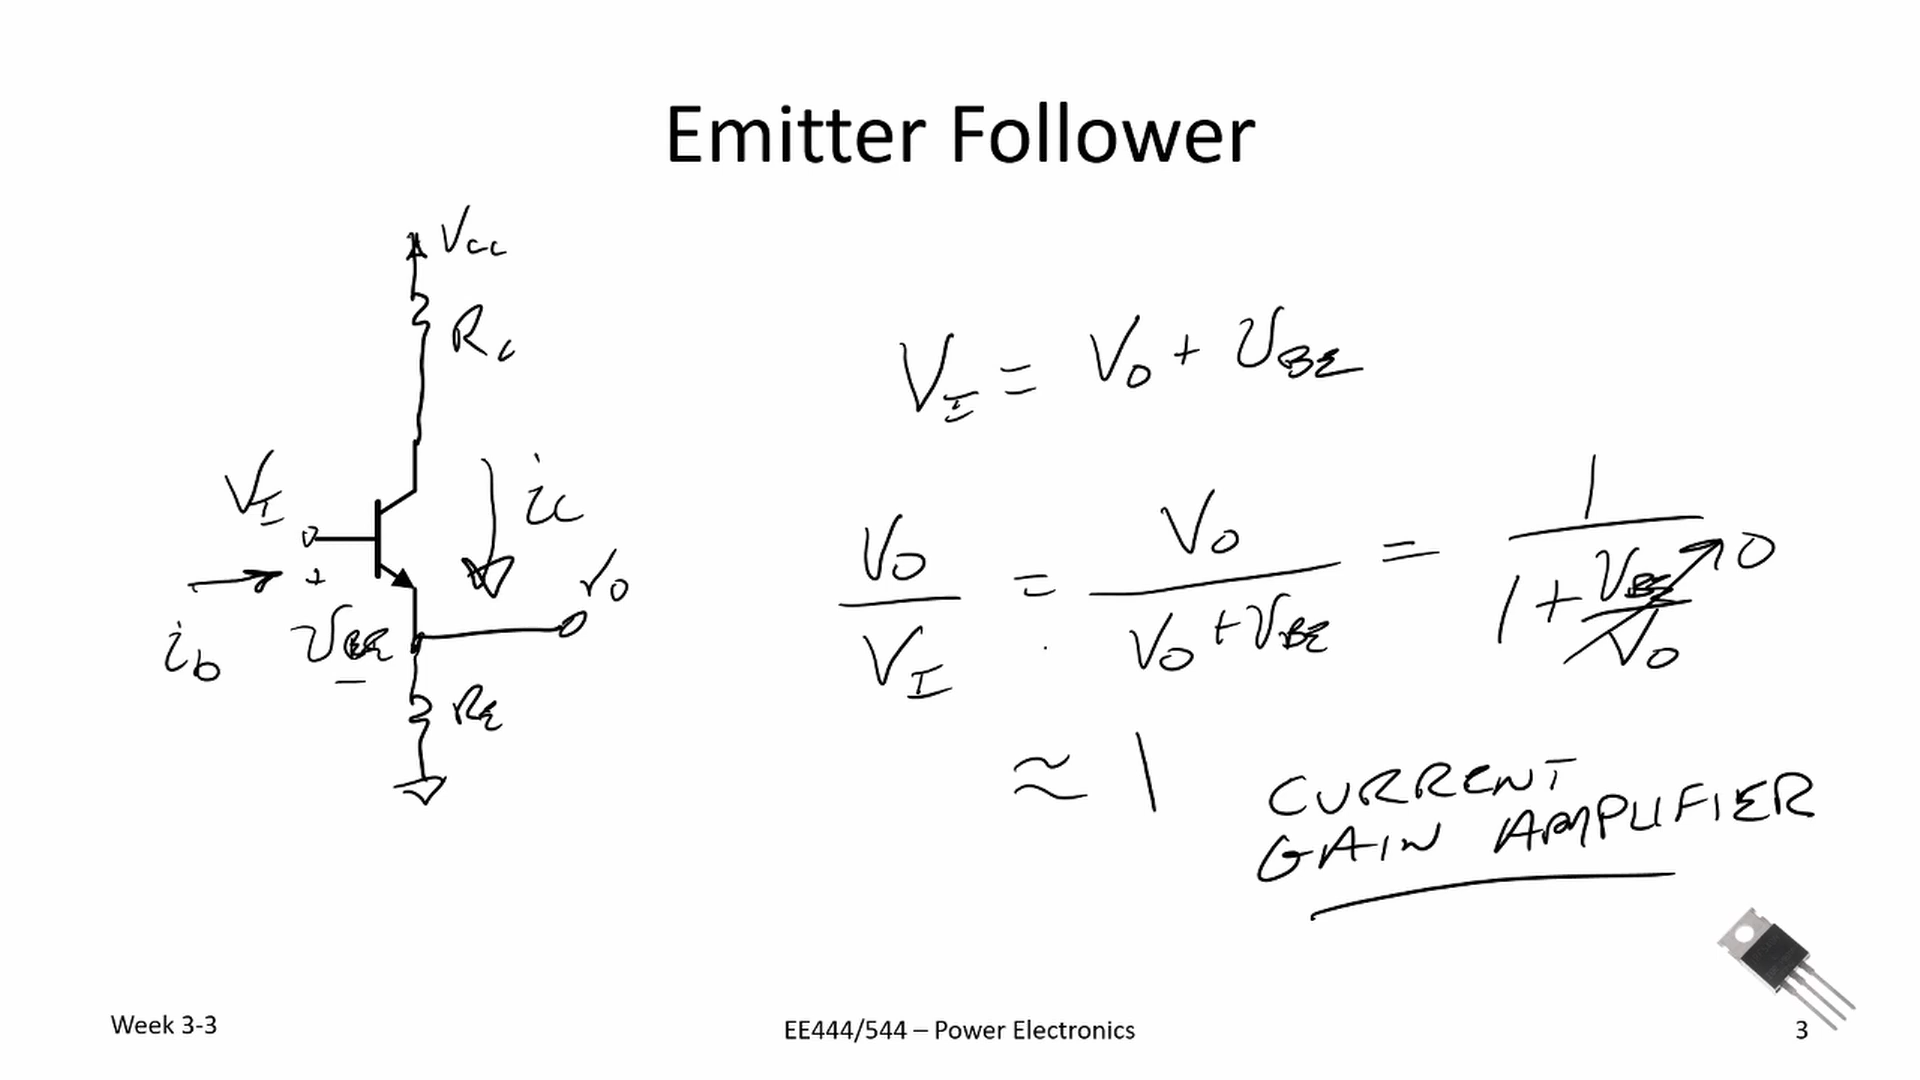 Emitter Follower
Vcc
Rc
VI
ic
+
vo
ib
VBE
−
RE
VI = Vo + VBE
Vo / VI = Vo / (Vo + VBE) = 1 / (1 + VBE / Vo) → 0
≈ 1
CURRENT
GAIN AMPLIFIER
Week 3-3
EE444/544 – Power Electronics
3